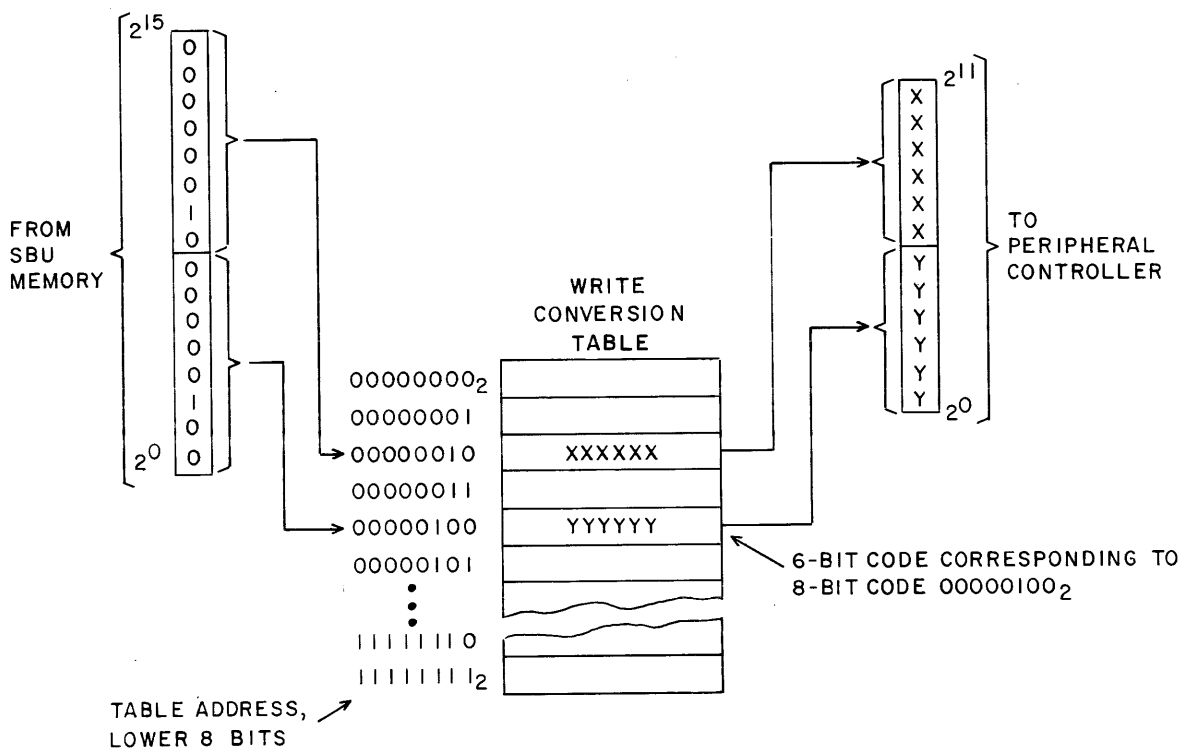 2^15
0
0
0
0
0
0
1
0
0
0
0
0
0
1
0
0
2^0
FROM
SBU
MEMORY
WRITE
CONVERSION
TABLE
00000000₂
00000001
00000010 XXXXXX
00000011
00000100 YYYYYY
00000101
11111110
11111111₂
TABLE ADDRESS,
LOWER 8 BITS
6-BIT CODE CORRESPONDING TO
8-BIT CODE 00000100₂
2^11
X
X
X
X
X
X
Y
Y
Y
Y
Y
Y
2^0
TO
PERIPHERAL
CONTROLLER